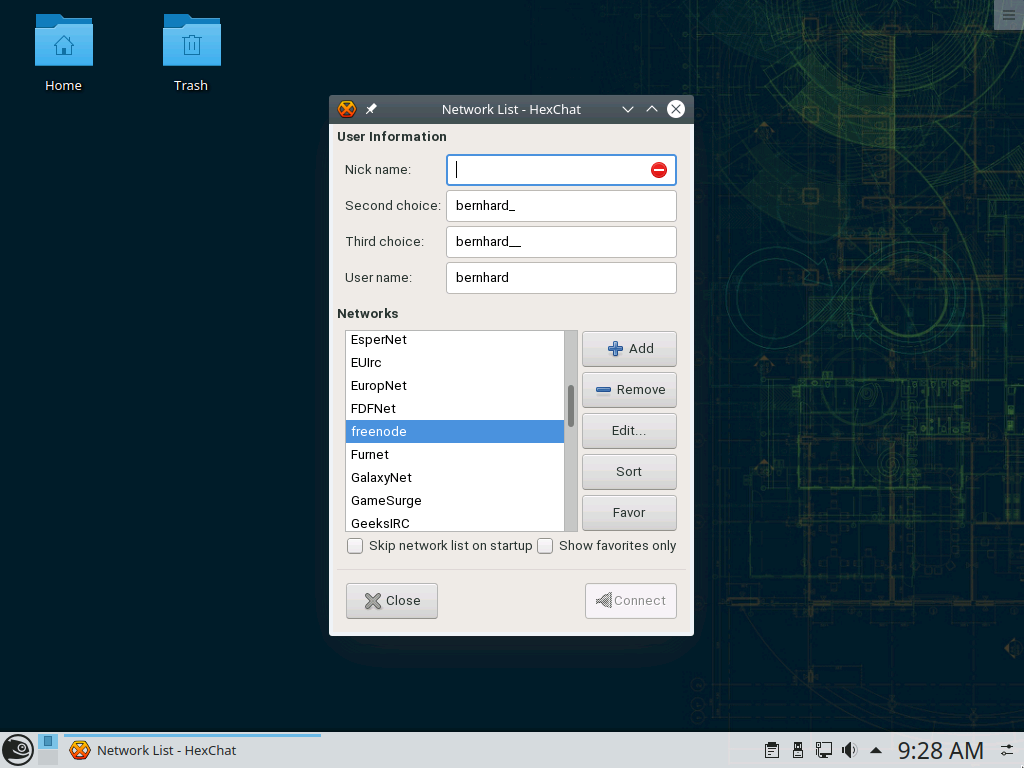 Home
Trash
Network List - HexChat
User Information
Nick name:
Second choice: bernhard_
Third choice: bernhard__
User name: bernhard
Networks
EsperNet
EUIrc
EuropNet
FDFNet
freenode
Furnet
GalaxyNet
GameSurge
GeeksIRC
Add
Remove
Edit...
Sort
Favor
Skip network list on startup
Show favorites only
Close
Connect
Network List - HexChat
9:28 AM